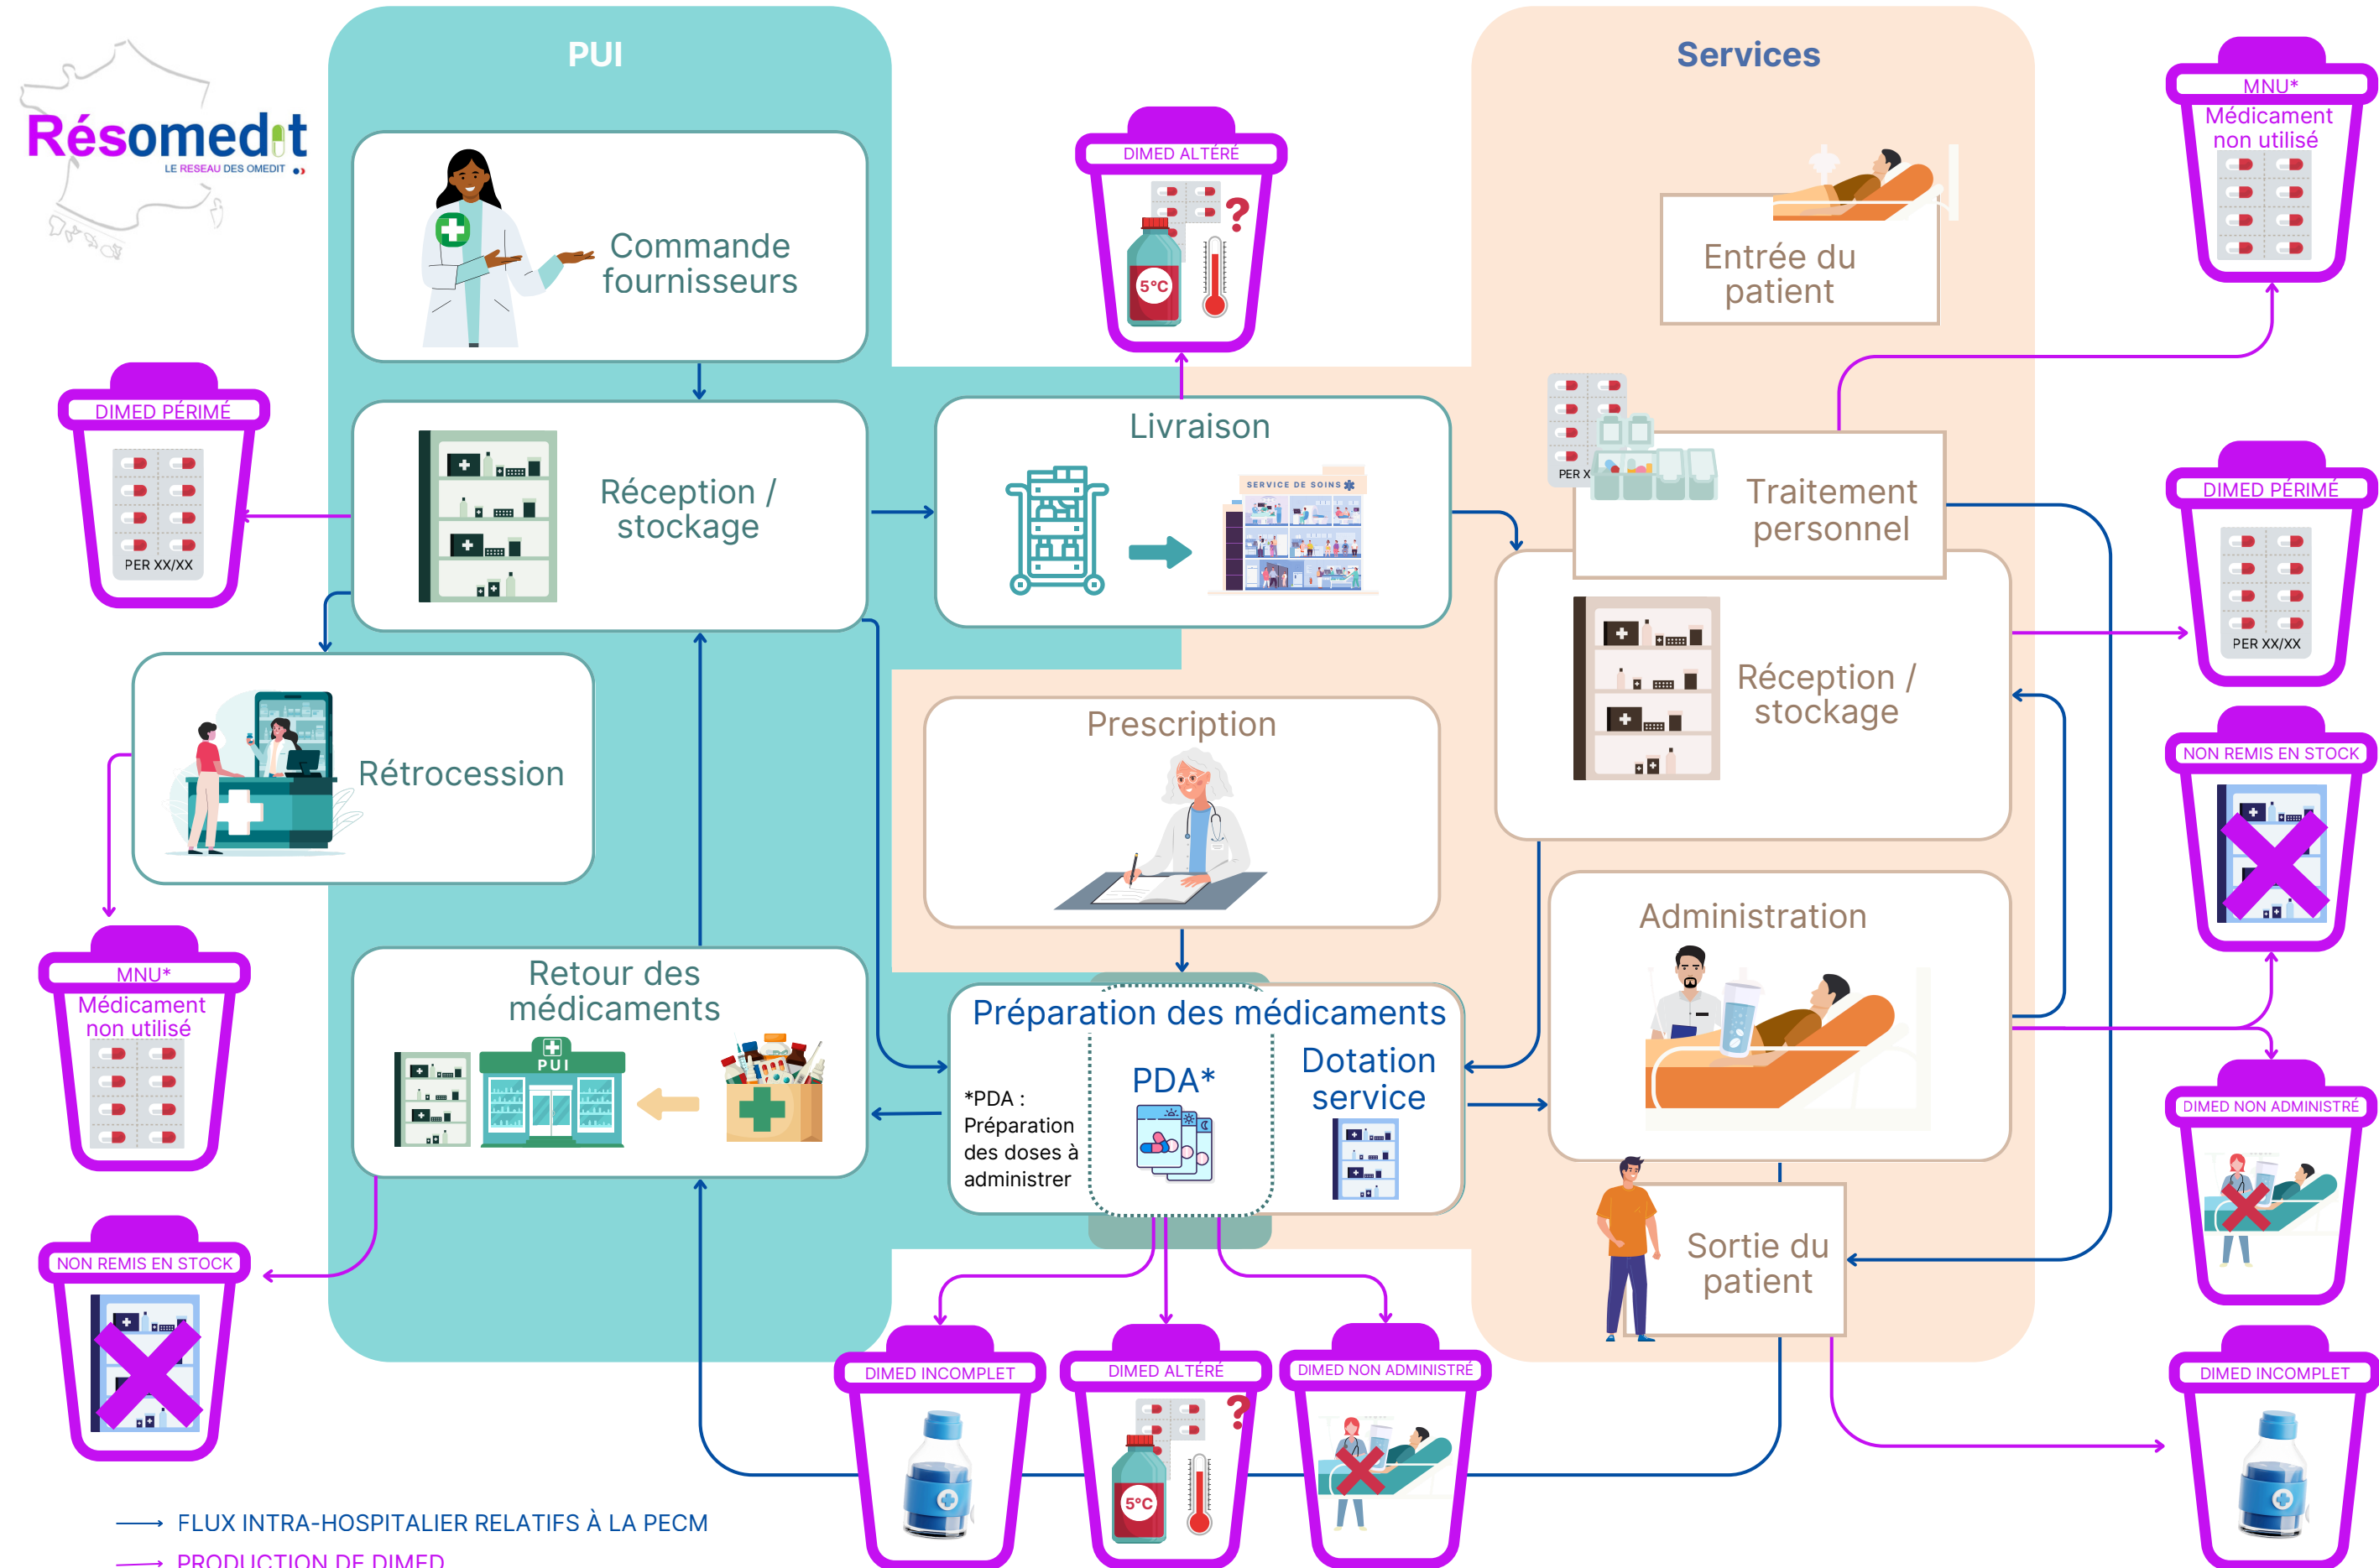 PUI
Services
Résomedit
LE RESEAU DES OMEDIT
MNU*
Médicament
non utilisé
DIMED ALTÉRÉ
5°C
?
Commande
fournisseurs
Entrée du
patient
DIMED PÉRIMÉ
PER XX/XX
Réception /
stockage
Livraison
SERVICE DE SOINS
PER X
Traitement
personnel
DIMED PÉRIMÉ
PER XX/XX
Réception /
stockage
Rétrocession
Prescription
NON REMIS EN STOCK
Administration
MNU*
Médicament
non utilisé
Retour des
médicaments
PUI
Préparation des médicaments
*PDA :
Préparation
des doses à
administrer
PDA*
Dotation
service
DIMED NON ADMINISTRÉ
NON REMIS EN STOCK
Sortie du
patient
DIMED INCOMPLET
DIMED ALTÉRÉ
?
5°C
DIMED NON ADMINISTRÉ
DIMED INCOMPLET
FLUX INTRA-HOSPITALIER RELATIFS À LA PECM
PRODUCTION DE DIMED